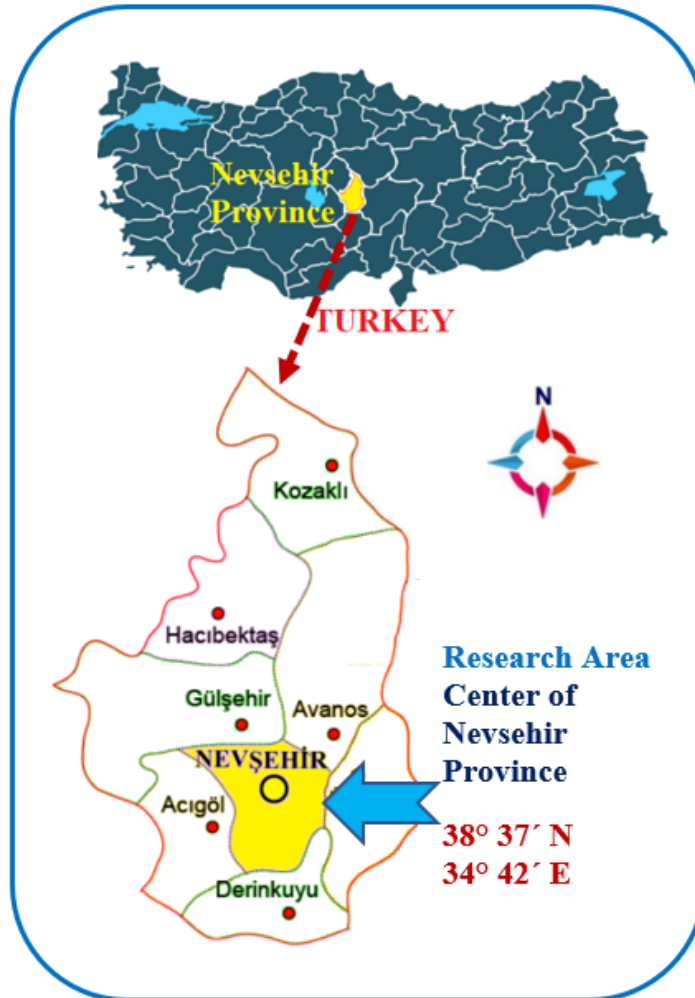 Nevsehir
Province
TURKEY
N
Kozaklı
Hacıbektaş
Gülşehir
Avanos
NEVŞEHİR
Acıgöl
Derinkuyu
Research Area
Center of
Nevsehir
Province
38° 37´ N
34° 42´ E